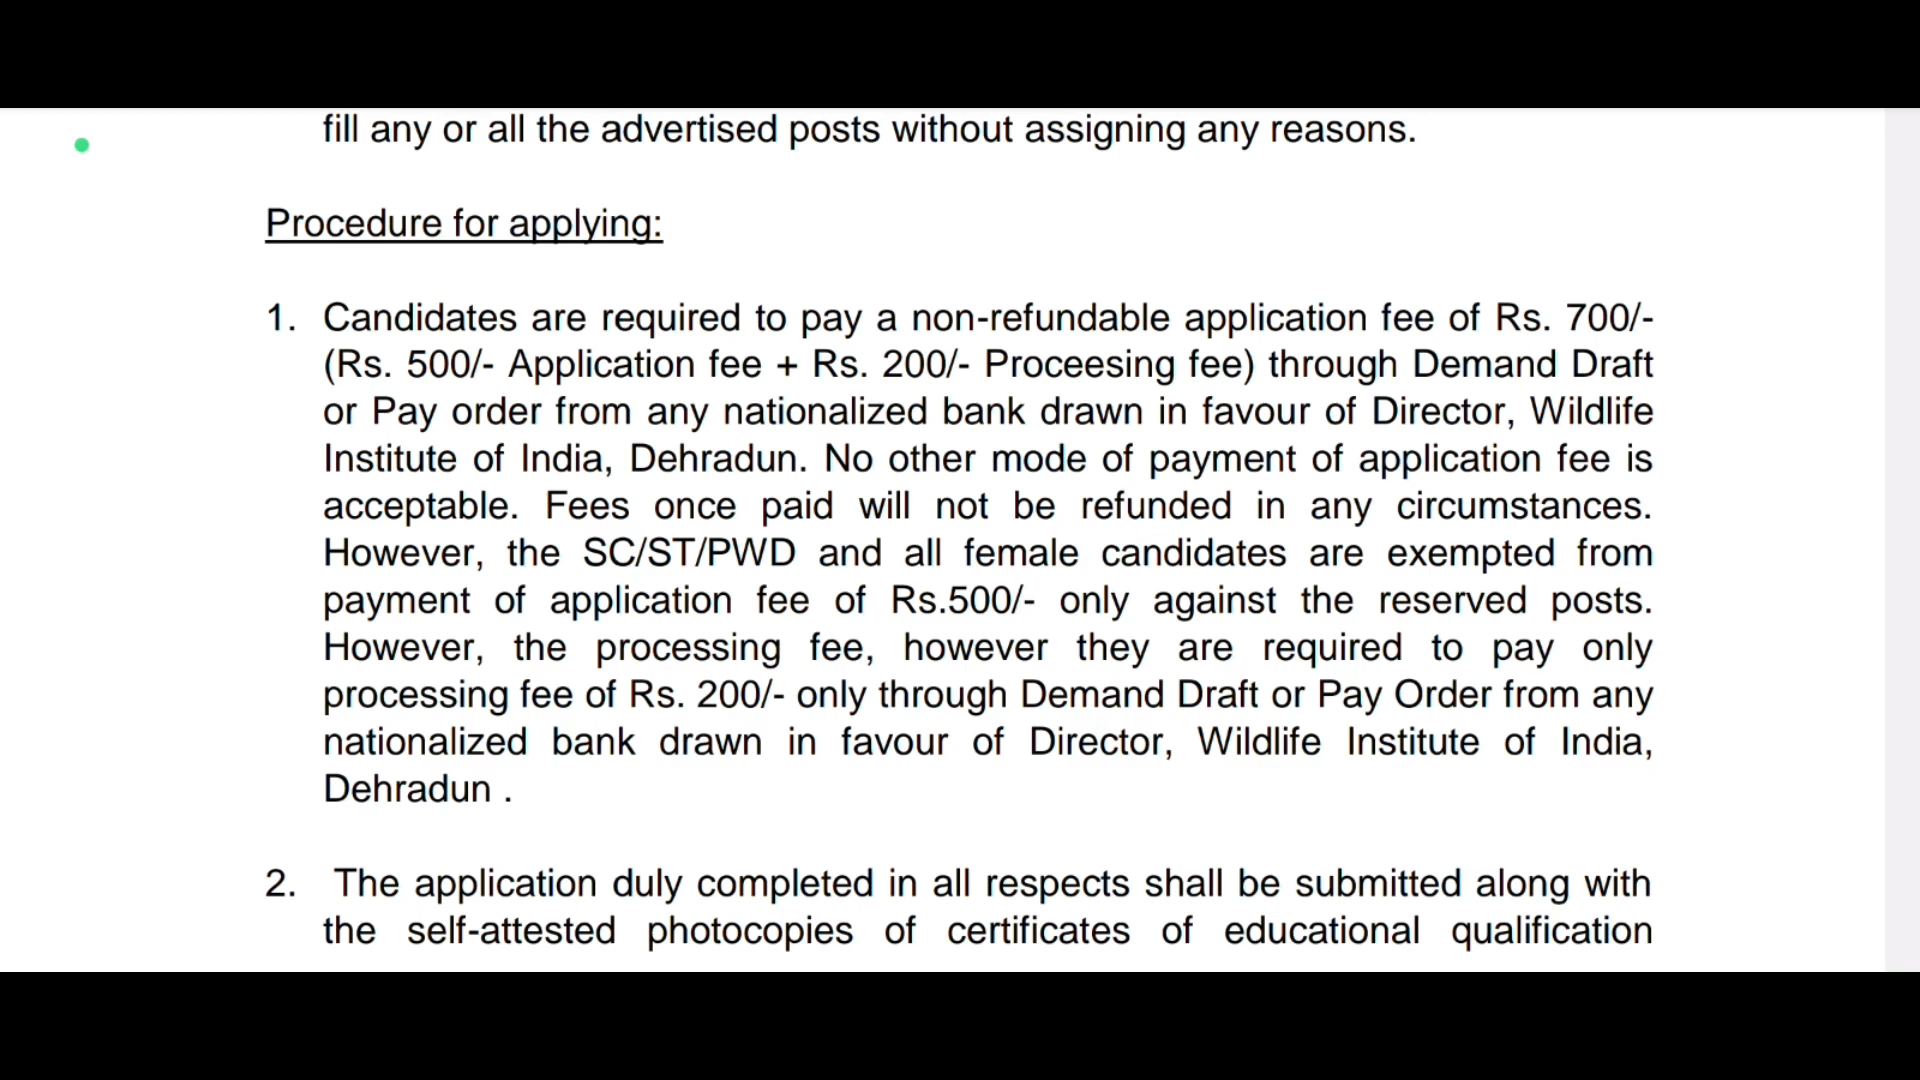 fill any or all the advertised posts without assigning any reasons.
Procedure for applying:
1. Candidates are required to pay a non-refundable application fee of Rs. 700/-
(Rs. 500/- Application fee + Rs. 200/- Proceesing fee) through Demand Draft
or Pay order from any nationalized bank drawn in favour of Director, Wildlife
Institute of India, Dehradun. No other mode of payment of application fee is
acceptable. Fees once paid will not be refunded in any circumstances.
However, the SC/ST/PWD and all female candidates are exempted from
payment of application fee of Rs.500/- only against the reserved posts.
However, the processing fee, however they are required to pay only
processing fee of Rs. 200/- only through Demand Draft or Pay Order from any
nationalized bank drawn in favour of Director, Wildlife Institute of India,
Dehradun .
2. The application duly completed in all respects shall be submitted along with
the self-attested photocopies of certificates of educational qualification